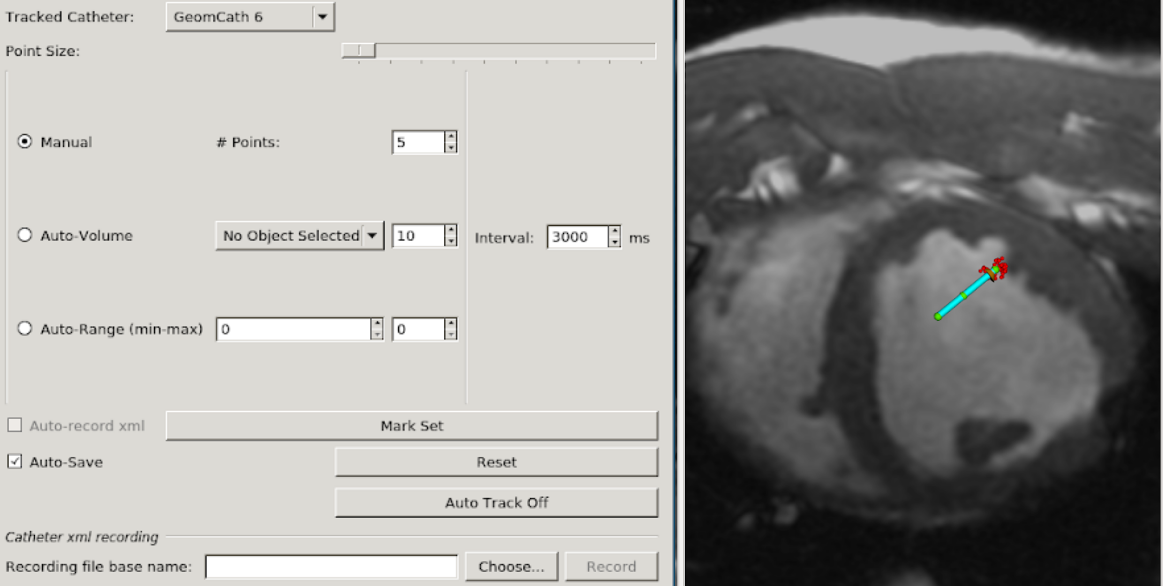 Tracked Catheter: GeomCath 6
Point Size:
Manual # Points: 5
Auto-Volume No Object Selected 10 Interval: 3000 ms
Auto-Range (min-max) 0 0
Auto-record xml Mark Set
Auto-Save Reset
Auto Track Off
Catheter xml recording
Recording file base name: Choose... Record